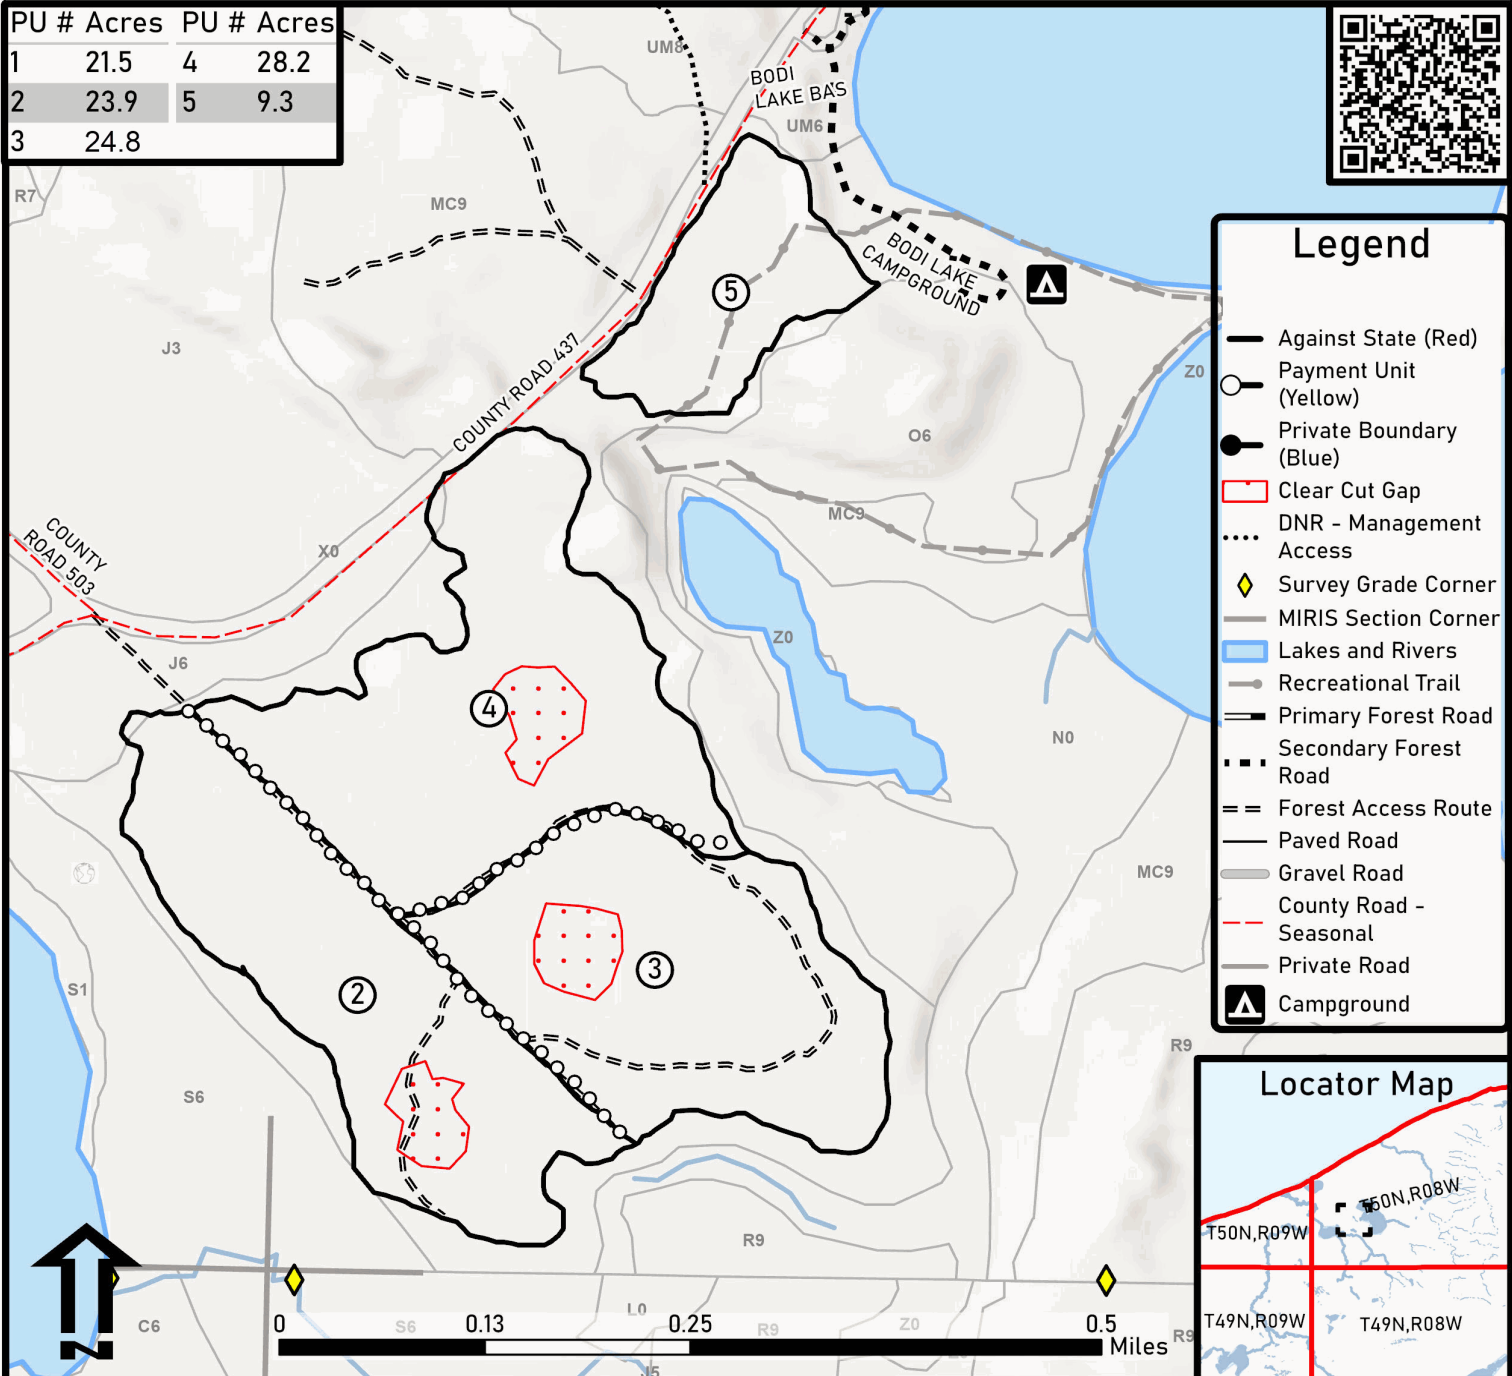 PU # Acres PU # Acres
1 21.5 4 28.2
2 23.9 5 9.3
3 24.8
UM8
BODI
LAKE BAS
UM6
R7
MC9
BODI LAKE
CAMPGROUND
5
J3
COUNTY ROAD 437
Z0
O6
MC9
COUNTY
ROAD 503
X0
J6
Z0
4
N0
MC9
S1
2
3
R9
S6
R9
C6
S6
L0
R9
Z0
R9
J5
0 0.13 0.25 0.5
Miles
N
Legend
Against State (Red)
Payment Unit
(Yellow)
Private Boundary
(Blue)
Clear Cut Gap
DNR - Management
Access
Survey Grade Corner
MIRIS Section Corner
Lakes and Rivers
Recreational Trail
Primary Forest Road
Secondary Forest
Road
Forest Access Route
Paved Road
Gravel Road
County Road -
Seasonal
Private Road
Campground
Locator Map
T50N,R08W
T50N,R09W
T49N,R09W
T49N,R08W